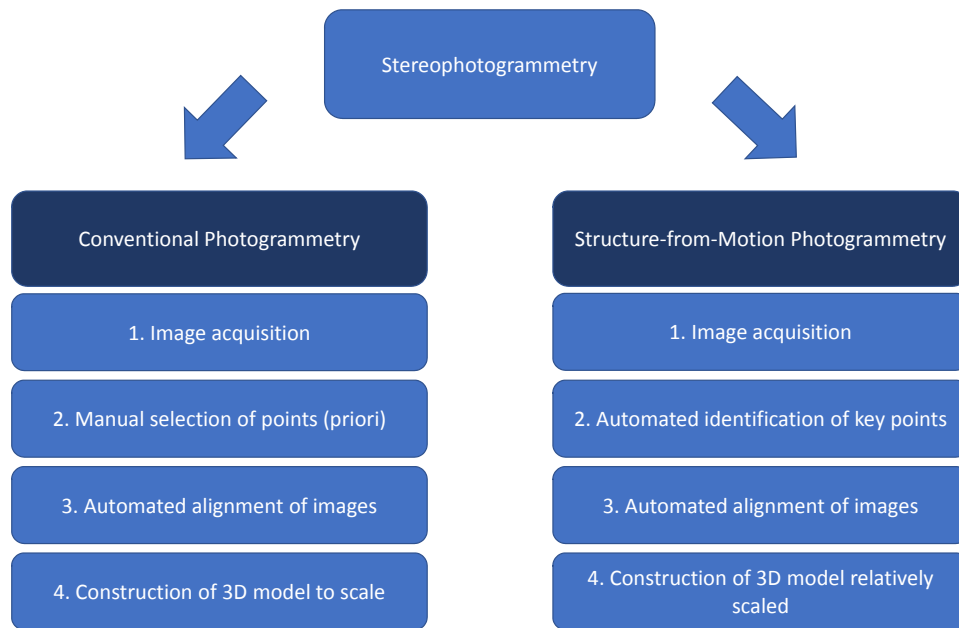 Stereophotogrammetry
Conventional Photogrammetry
1. Image acquisition
2. Manual selection of points (priori)
3. Automated alignment of images
4. Construction of 3D model to scale
Structure-from-Motion Photogrammetry
1. Image acquisition
2. Automated identification of key points
3. Automated alignment of images
4. Construction of 3D model relatively
scaled